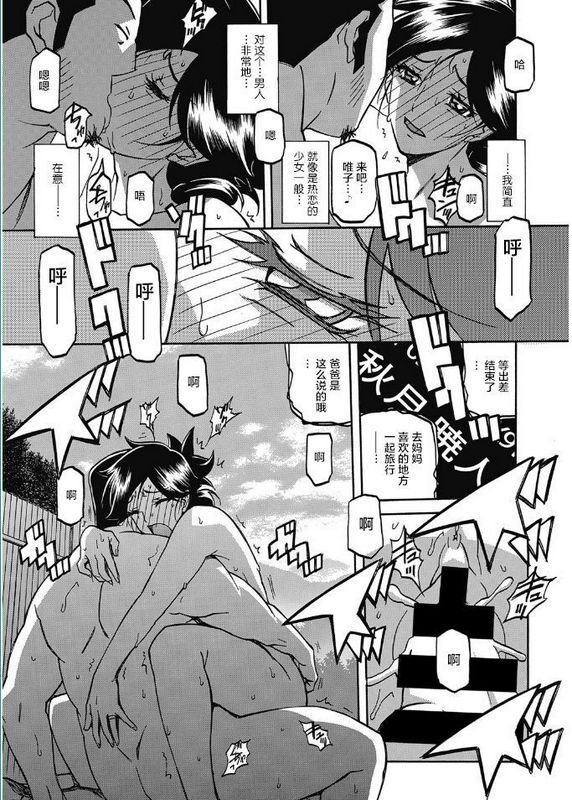 哈
——我简直
啊
来吧
唯子…♪
就像是热恋的
少女一般…
对这个…男人
…非常地…
嗯
嗯嗯
唔
在意——
呼——
呼——
呼——
等出差
结束了
秋月暁人
去妈妈
喜欢的地方
一起旅行
——
爸爸是
这么说的哦
啊
啊
啊
啊
啊